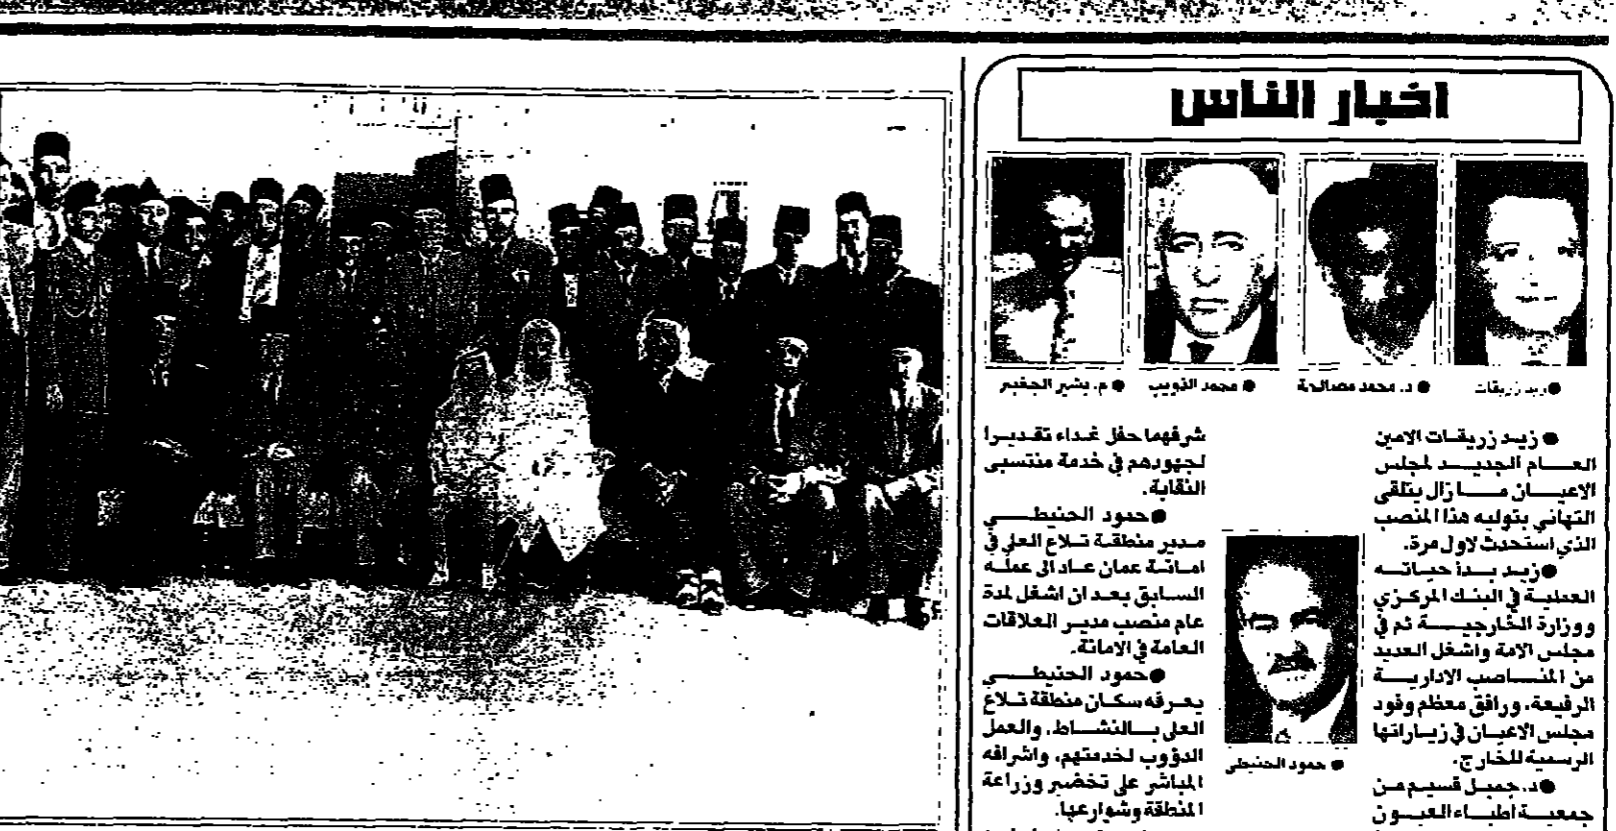 اخبار الناس
● زيد زريقات
● د. محمد مصالحة
● محمد الذويب
● م. بشير الجغبير
● زيد زريقات الامين
العام الجديد لمجلس
الاعيان ما زال يتلقى
التهاني بتوليه هذا المنصب
الذي استحدث لاول مرة.
● زيد بدأ حياته
العملية في البنك المركزي
ووزارة الخارجية ثم في
مجلس الامة واشغل العديد
من المناصب الادارية
الرفيعة، ورافق معظم وفود
مجلس الاعيان في زياراتها
الرسمية للخارج.
● د. جميل قسيم من
جمعية أطباء العيون
● حمود الحنيطي
شرفهما حفل غداء تقديرا
لجهودهم في خدمة منتسبي
النقابة.
● حمود الحنيطي
مدير منطقة تلاع العلي في
امانة عمان عاد الى عمله
السابق بعد ان اشغل لمدة
عام منصب مدير العلاقات
العامة في الامانة.
● حمود الحنيطي
يعرفه سكان منطقة تلاع
العلي بالنشاط، والعمل
الدؤوب لخدمتهم، واشرافه
المباشر على تخضير وزراعة
المنطقة وشوارعها.